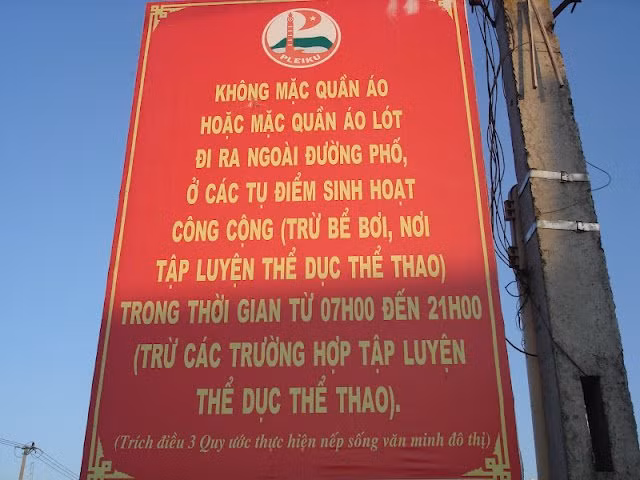 PLEIKU
KHÔNG MẶC QUẦN ÁO
HOẶC MẶC QUẦN ÁO LÓT
ĐI RA NGOÀI ĐƯỜNG PHỐ,
Ở CÁC TỤ ĐIỂM SINH HOẠT
CÔNG CỘNG (TRỪ BỂ BƠI, NƠI
TẬP LUYỆN THỂ DỤC THỂ THAO)
TRONG THỜI GIAN TỪ 07H00 ĐẾN 21H00
(TRỪ CÁC TRƯỜNG HỢP TẬP LUYỆN
THỂ DỤC THỂ THAO).
(Trích điều 3 Quy ước thực hiện nếp sống văn minh đô thị)